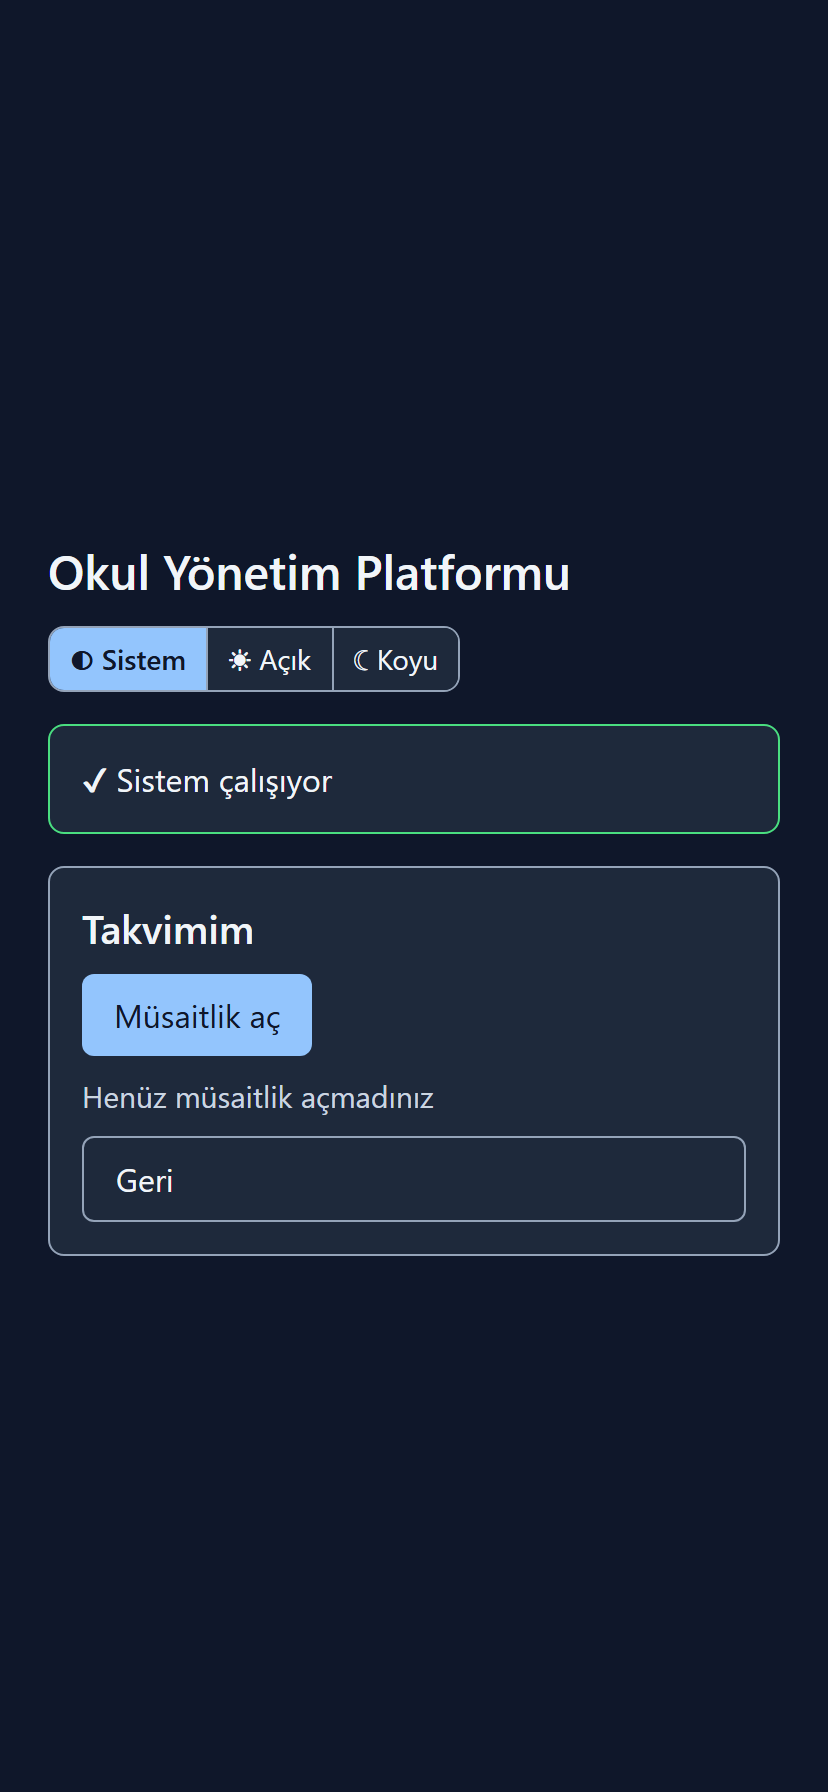 Okul Yönetim Platformu
◐ Sistem ☀ Açık ☾ Koyu
✓ Sistem çalışıyor
Takvimim
Müsaitlik aç
Henüz müsaitlik açmadınız
Geri